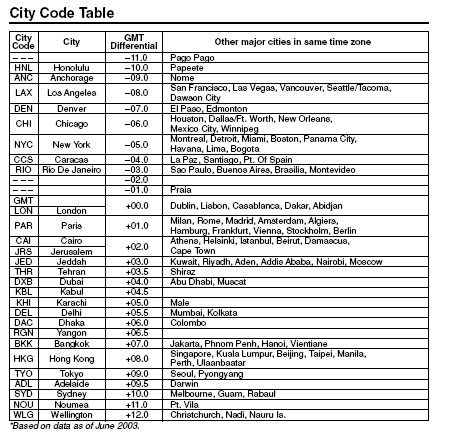 City Code Table
City Code City GMT Differential Other major cities in same time zone
– – – –11.0 Pago Pago
HNL Honolulu –10.0 Papeete
ANC Anchorage –09.0 Nome
LAX Los Angeles –08.0 San Francisco, Las Vegas, Vancouver, Seattle/Tacoma,
Dawson City
DEN Denver –07.0 El Paso, Edmonton
CHI Chicago –06.0 Houston, Dallas/Ft. Worth, New Orleans,
Mexico City, Winnipeg
NYC New York –05.0 Montreal, Detroit, Miami, Boston, Panama City,
Havana, Lima, Bogota
CCS Caracas –04.0 La Paz, Santiago, Pt. Of Spain
RIO Rio De Janeiro –03.0 Sao Paulo, Buenos Aires, Brasilia, Montevideo
– – – –02.0
– – – –01.0 Praia
GMT +00.0 Dublin, Lisbon, Casablanca, Dakar, Abidjan
LON London
PAR Paris +01.0 Milan, Rome, Madrid, Amsterdam, Algiers,
Hamburg, Frankfurt, Vienna, Stockholm, Berlin
CAI Cairo +02.0 Athens, Helsinki, Istanbul, Beirut, Damascus,
JRS Jerusalem Cape Town
JED Jeddah +03.0 Kuwait, Riyadh, Aden, Addis Ababa, Nairobi, Moscow
THR Tehran +03.5 Shiraz
DXB Dubai +04.0 Abu Dhabi, Muscat
KBL Kabul +04.5
KHI Karachi +05.0 Male
DEL Delhi +05.5 Mumbai, Kolkata
DAC Dhaka +06.0 Colombo
RGN Yangon +06.5
BKK Bangkok +07.0 Jakarta, Phnom Penh, Hanoi, Vientiane
HKG Hong Kong +08.0 Singapore, Kuala Lumpur, Beijing, Taipei, Manila,
Perth, Ulaanbaatar
TYO Tokyo +09.0 Seoul, Pyongyang
ADL Adelaide +09.5 Darwin
SYD Sydney +10.0 Melbourne, Guam, Rabaul
NOU Noumea +11.0 Pt. Vila
WLG Wellington +12.0 Christchurch, Nadi, Nauru Is.
*Based on data as of June 2003.